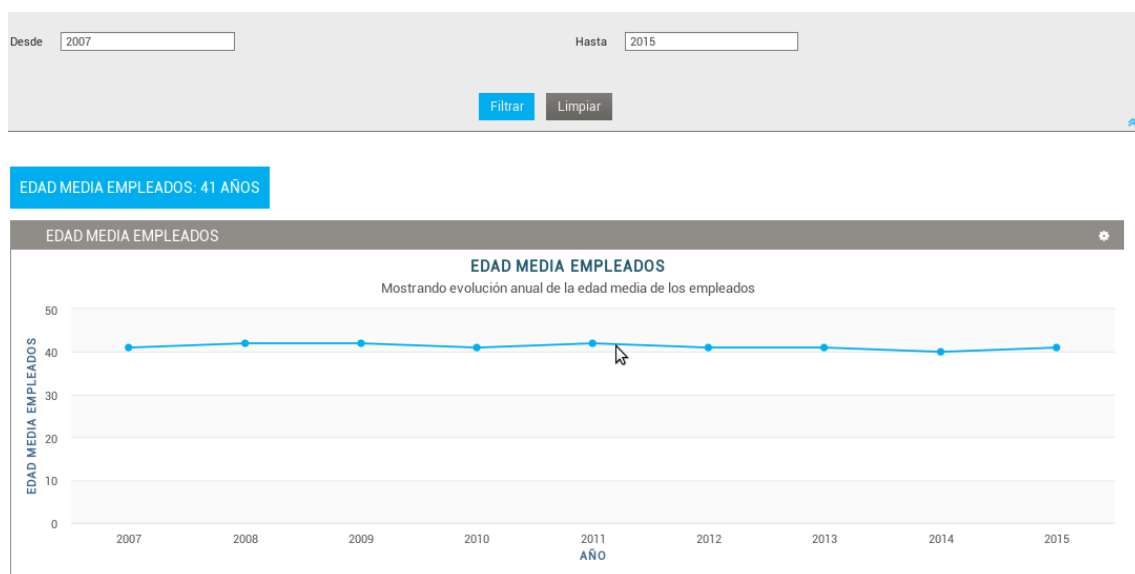 Desde 2007 Hasta 2015
Filtrar Limpiar
EDAD MEDIA EMPLEADOS: 41 AÑOS
EDAD MEDIA EMPLEADOS
EDAD MEDIA EMPLEADOS
Mostrando evolución anual de la edad media de los empleados
EDAD MEDIA EMPLEADOS
50
40
30
20
10
0
2007 2008 2009 2010 2011 2012 2013 2014 2015
AÑO